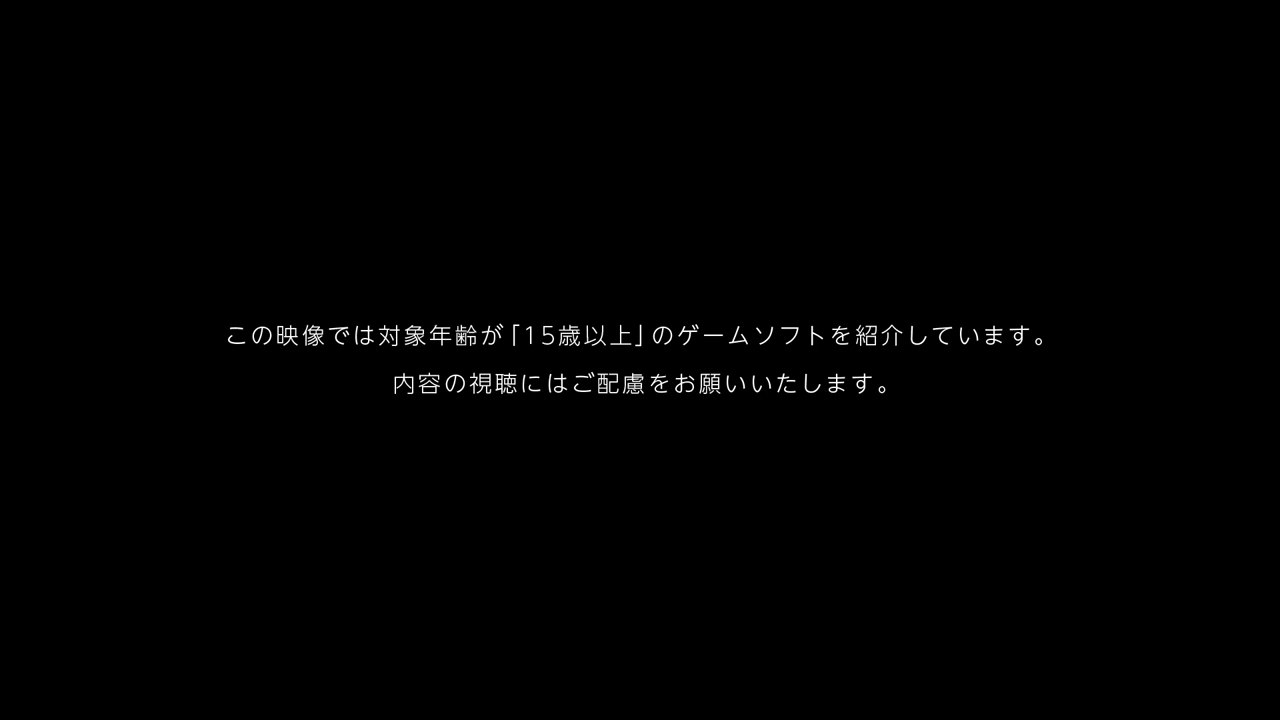 この映像では対象年齢が「15歳以上」のゲームソフトを紹介しています。
内容の視聴にはご配慮をお願いいたします。